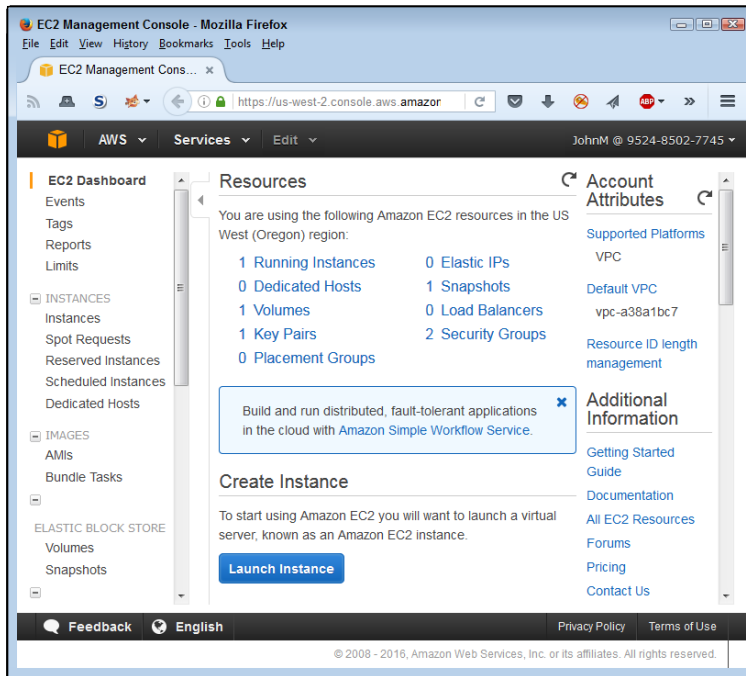 EC2 Management Console - Mozilla Firefox
File Edit View History Bookmarks Tools Help
EC2 Management Cons... ×
https://us-west-2.console.aws.amazon
ABP
AWS Services Edit JohnM @ 9524-8502-7745
EC2 Dashboard
Events
Tags
Reports
Limits
INSTANCES
Instances
Spot Requests
Reserved Instances
Scheduled Instances
Dedicated Hosts
IMAGES
AMIs
Bundle Tasks
ELASTIC BLOCK STORE
Volumes
Snapshots
Resources
You are using the following Amazon EC2 resources in the US
West (Oregon) region:
1 Running Instances 0 Elastic IPs
0 Dedicated Hosts 1 Snapshots
1 Volumes 0 Load Balancers
1 Key Pairs 2 Security Groups
0 Placement Groups
Build and run distributed, fault-tolerant applications
in the cloud with Amazon Simple Workflow Service.
Create Instance
To start using Amazon EC2 you will want to launch a virtual
server, known as an Amazon EC2 instance.
Launch Instance
Account
Attributes
Supported Platforms
VPC
Default VPC
vpc-a38a1bc7
Resource ID length
management
Additional
Information
Getting Started
Guide
Documentation
All EC2 Resources
Forums
Pricing
Contact Us
Feedback English Privacy Policy Terms of Use
© 2008 - 2016, Amazon Web Services, Inc. or its affiliates. All rights reserved.